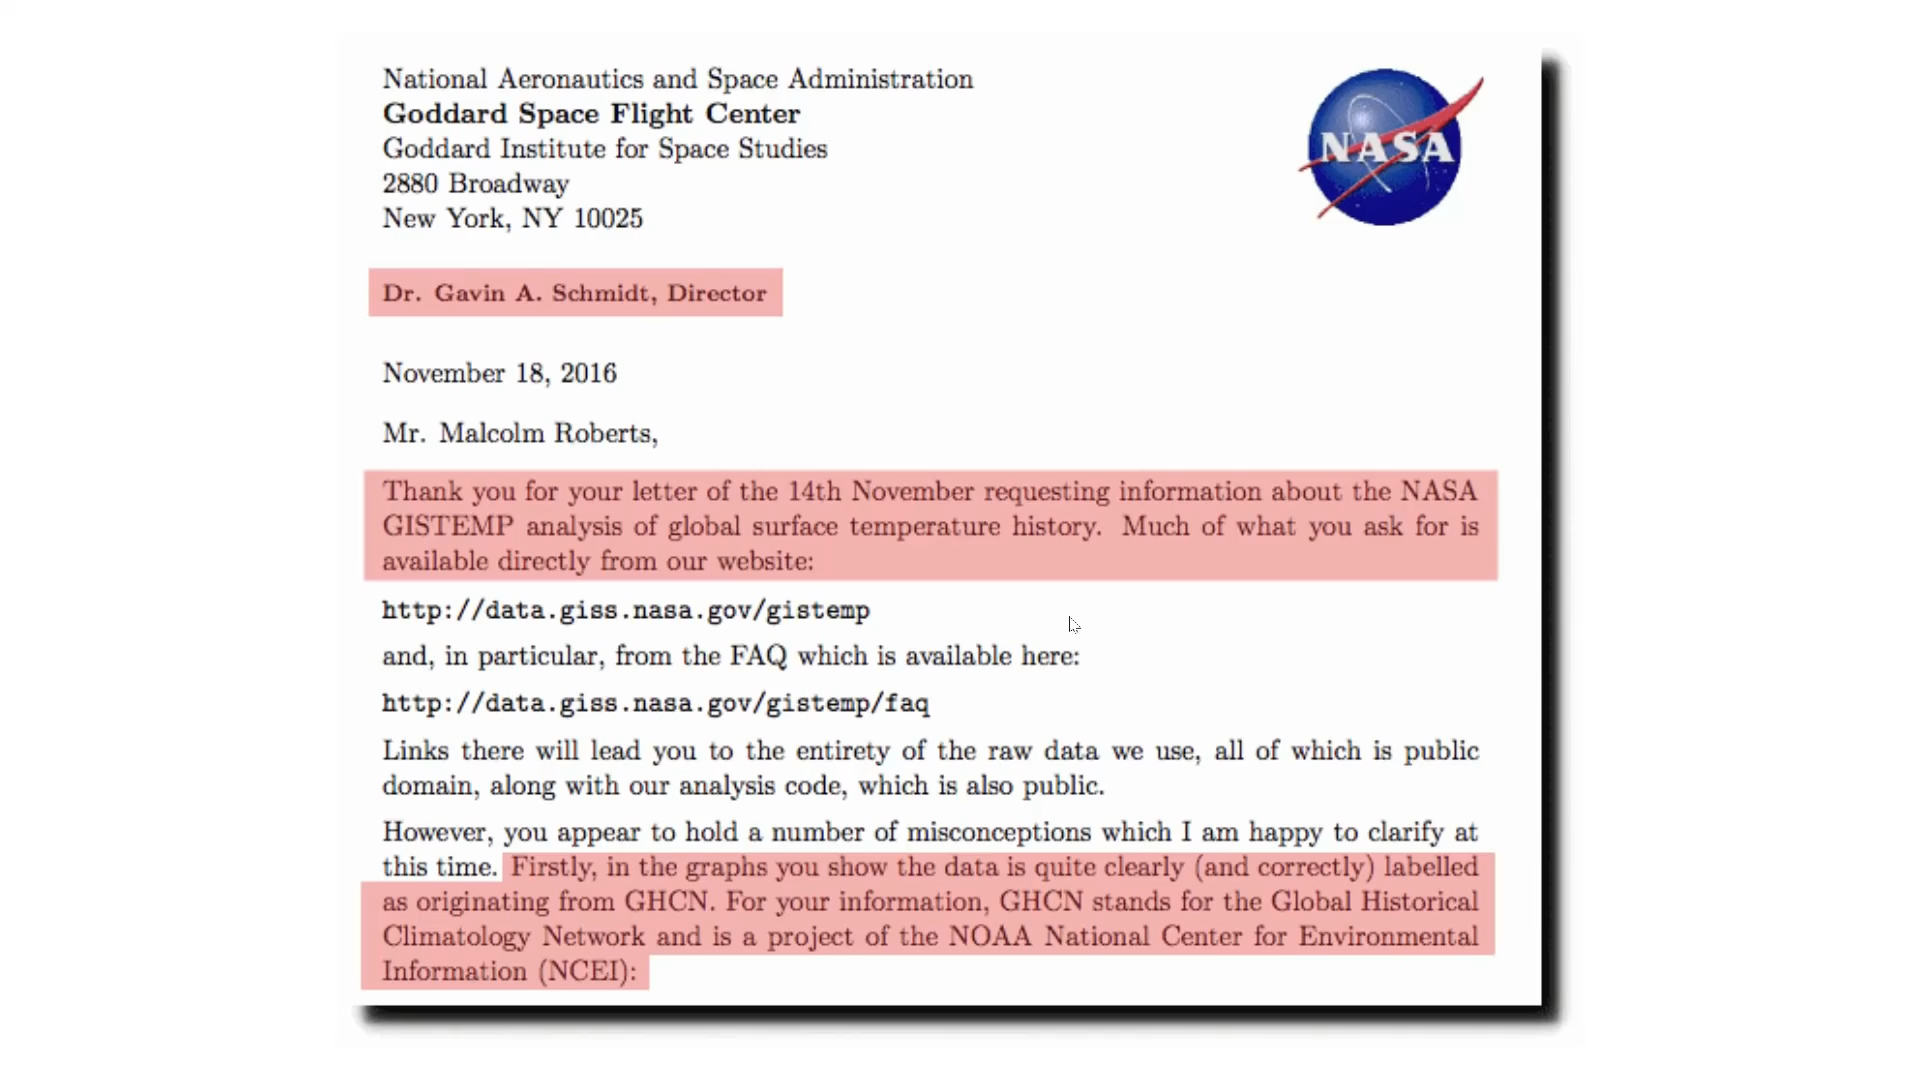 National Aeronautics and Space Administration
NASA
Goddard Space Flight Center
Goddard Institute for Space Studies
2880 Broadway
New York, NY 10025
Dr. Gavin A. Schmidt, Director
November 18, 2016
Mr. Malcolm Roberts,
Thank you for your letter of the 14th November requesting information about the NASA
GISTEMP analysis of global surface temperature history. Much of what you ask for is
available directly from our website:
http://data.giss.nasa.gov/gistemp
and, in particular, from the FAQ which is available here:
http://data.giss.nasa.gov/gistemp/faq
Links there will lead you to the entirety of the raw data we use, all of which is public
domain, along with our analysis code, which is also public.
However, you appear to hold a number of misconceptions which I am happy to clarify at
this time. Firstly, in the graphs you show the data is quite clearly (and correctly) labelled
as originating from GHCN. For your information, GHCN stands for the Global Historical
Climatology Network and is a project of the NOAA National Center for Environmental
Information (NCEI):